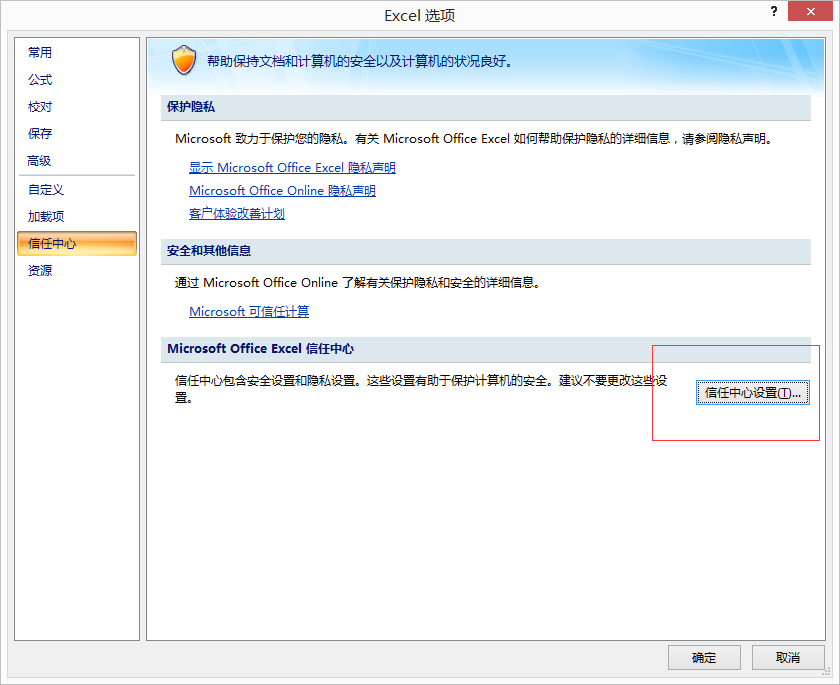 Excel 选项
?
常用
公式
校对
保存
高级
自定义
加载项
信任中心
资源
帮助保持文档和计算机的安全以及计算机的状况良好。
保护隐私
Microsoft 致力于保护您的隐私。有关 Microsoft Office Excel 如何帮助保护隐私的详细信息，请参阅隐私声明。
显示 Microsoft Office Excel 隐私声明
Microsoft Office Online 隐私声明
客户体验改善计划
安全和其他信息
通过 Microsoft Office Online 了解有关保护隐私和安全的详细信息。
Microsoft 可信任计算
Microsoft Office Excel 信任中心
信任中心包含安全设置和隐私设置。这些设置有助于保护计算机的安全。建议不要更改这些设
置。
信任中心设置(T)...
确定
取消